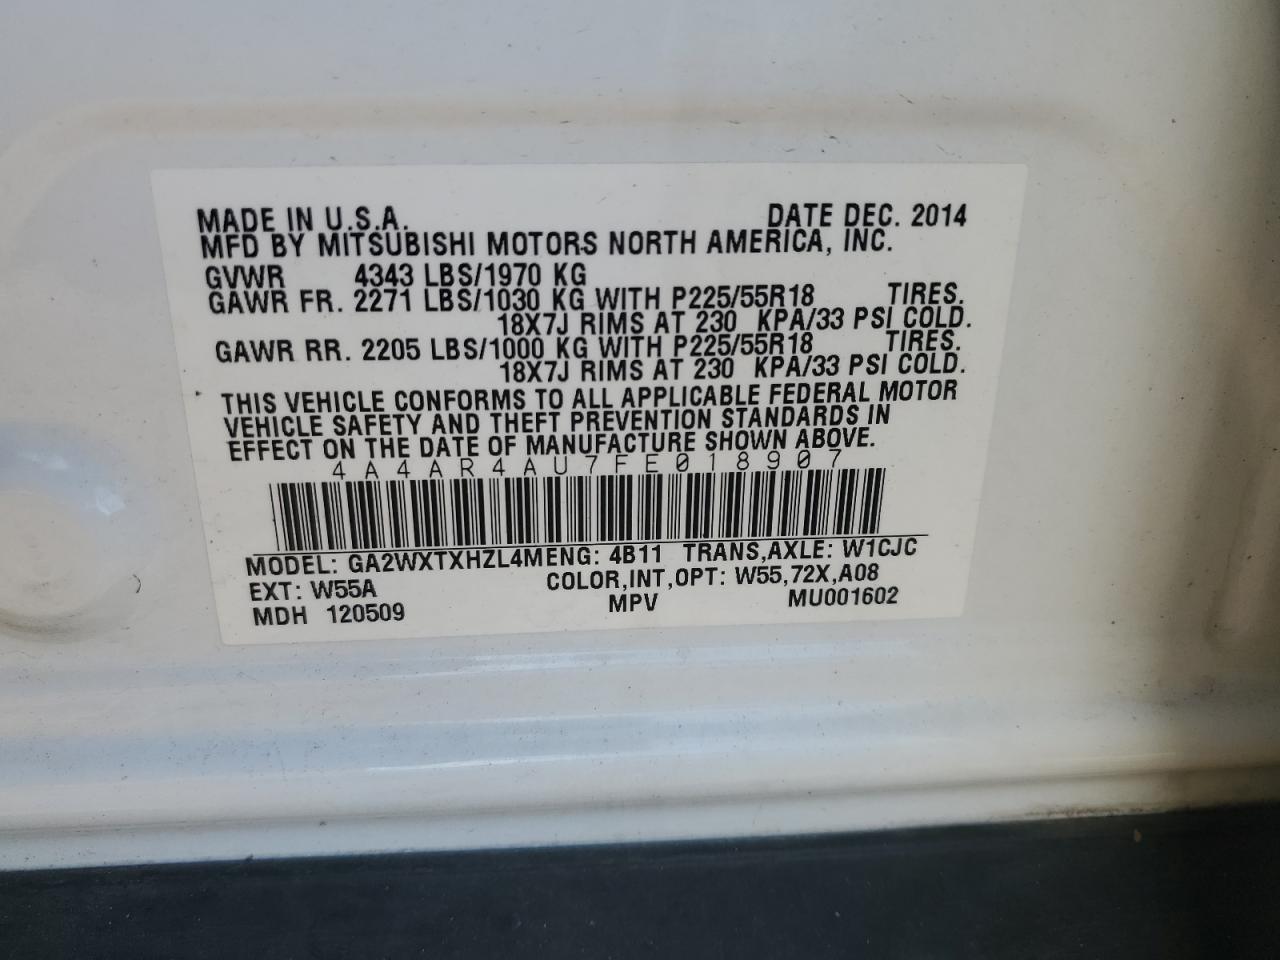 MADE IN U.S.A. DATE DEC. 2014
MFD BY MITSUBISHI MOTORS NORTH AMERICA, INC.
GVWR 4343 LBS/1970 KG
GAWR FR. 2271 LBS/1030 KG WITH P225/55R18 TIRES.
18X7J RIMS AT 230 KPA/33 PSI COLD.
GAWR RR. 2205 LBS/1000 KG WITH P225/55R18 TIRES.
18X7J RIMS AT 230 KPA/33 PSI COLD.
THIS VEHICLE CONFORMS TO ALL APPLICABLE FEDERAL MOTOR
VEHICLE SAFETY AND THEFT PREVENTION STANDARDS IN
EFFECT ON THE DATE OF MANUFACTURE SHOWN ABOVE.
4A4AR4AU7FE018907
MODEL: GA2WXTXHZL4MENG: 4B11 TRANS,AXLE: W1CJC
EXT: W55A COLOR,INT,OPT: W55,72X,A08
MDH 120509 MPV MU001602